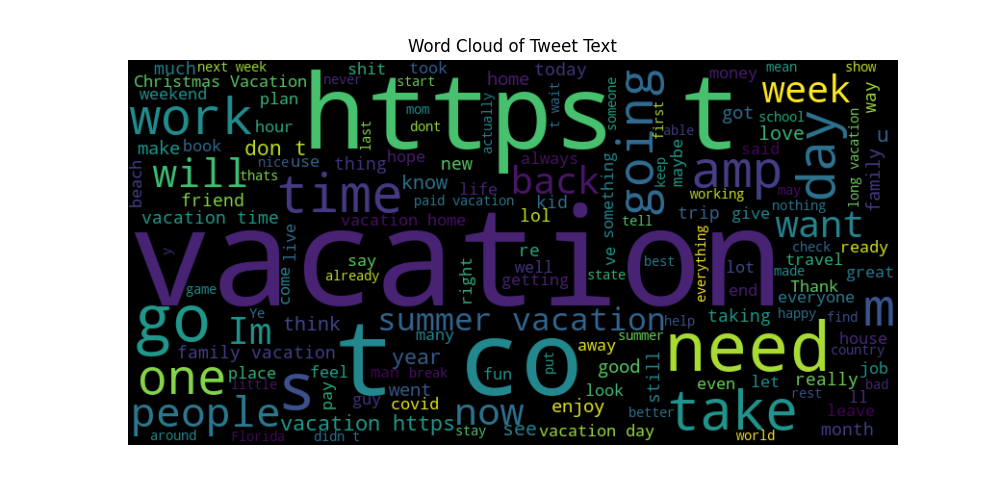 Word Cloud of Tweet Text
much
next week
shit
took
today
going
money
mean
show
Christmas Vacation
never
start
home
someone
week
way
weekend
plan
https t
actually
t wait
first
work
hour
last
mom
dont
got
school
day
u
make
book
don t
able
love
said
will
nice
use
thing
hope
new
always
maybe
amp
may
long vacation
family
beach
thats
time
know
life
back
keep
working
nothing
friend
paid vacation
kid
something
trip
give
want
vacation time
vacation home
lol
tell
vacation
y
live
re
ve
everything
check
ready
say
well
best
lot
made
travel
great
come
already
right
getting
state
end
Thank
everyone
game
go
Ye
Im
think
summer vacation
help
taking
happy
find
m
t co
many
summer
need
house
family vacation
year
away
country
one
place
feel
man
break
fun
put
good
still
even
let
really
job
little
s
pay
guy
went
look
rest
bad
people
covid
now
enjoy
better
take
leave
ll
vacation https
stay
see
vacation day
month
around
Florida
didn t
world